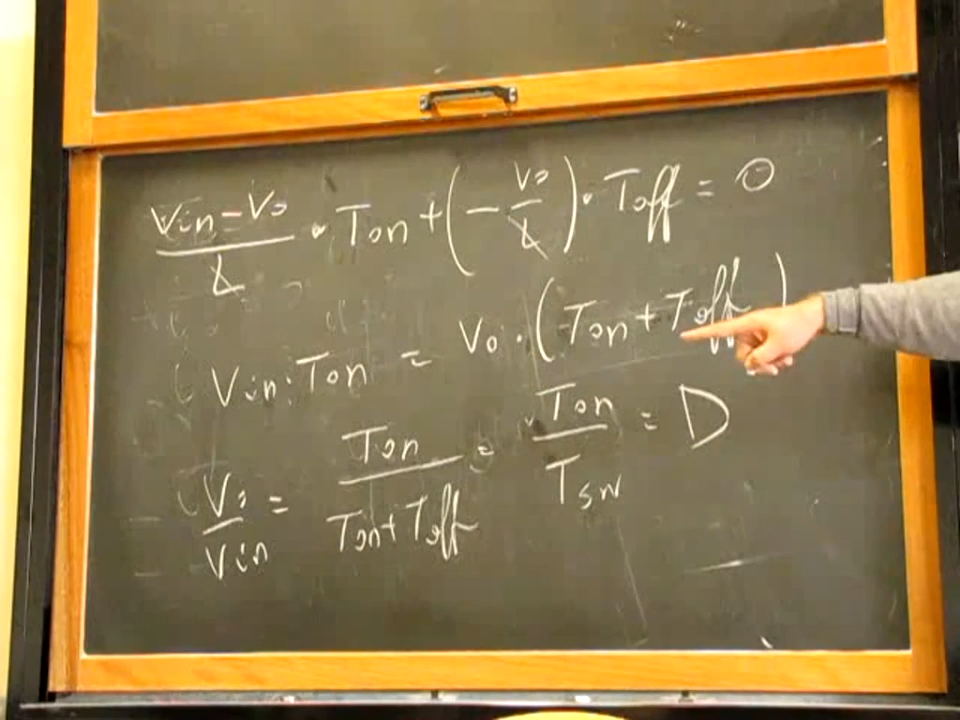 Vin-Vo/L · Ton + (-Vo/L) · Toff = 0
Vin · Ton = Vo · (Ton + Toff)
Vo/Vin = Ton/Ton+Toff = Ton/Tsw = D